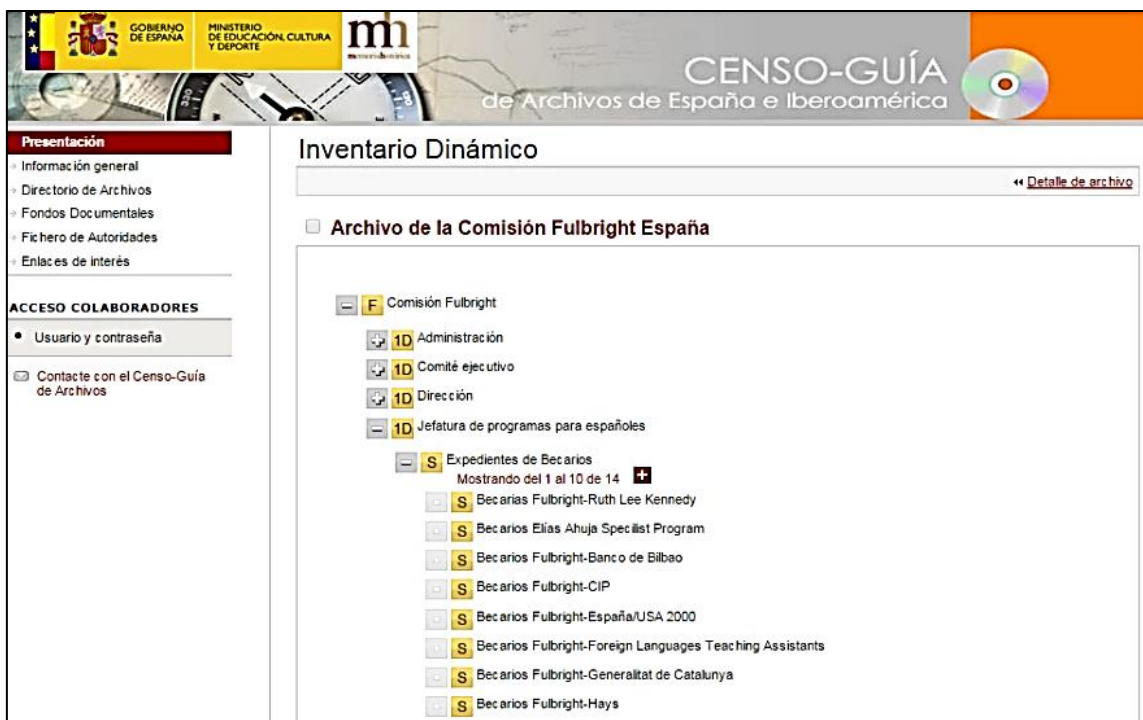 GOBIERNO
DE ESPAÑA
MINISTERIO
DE EDUCACIÓN, CULTURA
Y DEPORTE
mh
CENSO-GUÍA
de Archivos de España e Iberoamérica
330
30
Presentación
Información general
Directorio de Archivos
Fondos Documentales
Fichero de Autoridades
Enlaces de interés
ACCESO COLABORADORES
Usuario y contraseña
Contacte con el Censo-Guía
de Archivos
Inventario Dinámico
Detalle de archivo
Archivo de la Comisión Fulbright España
F Comisión Fulbright
1D Administración
1D Comité ejecutivo
1D Dirección
1D Jefatura de programas para españoles
S Expedientes de Becarios
Mostrando del 1 al 10 de 14
S Becarias Fulbright-Ruth Lee Kennedy
S Becarios Elías Ahuja Specilist Program
S Becarios Fulbright-Banco de Bilbao
S Becarios Fulbright-CIP
S Becarios Fulbright-España/USA 2000
S Becarios Fulbright-Foreign Languages Teaching Assistants
S Becarios Fulbright-Generalitat de Catalunya
S Becarios Fulbright-Hays